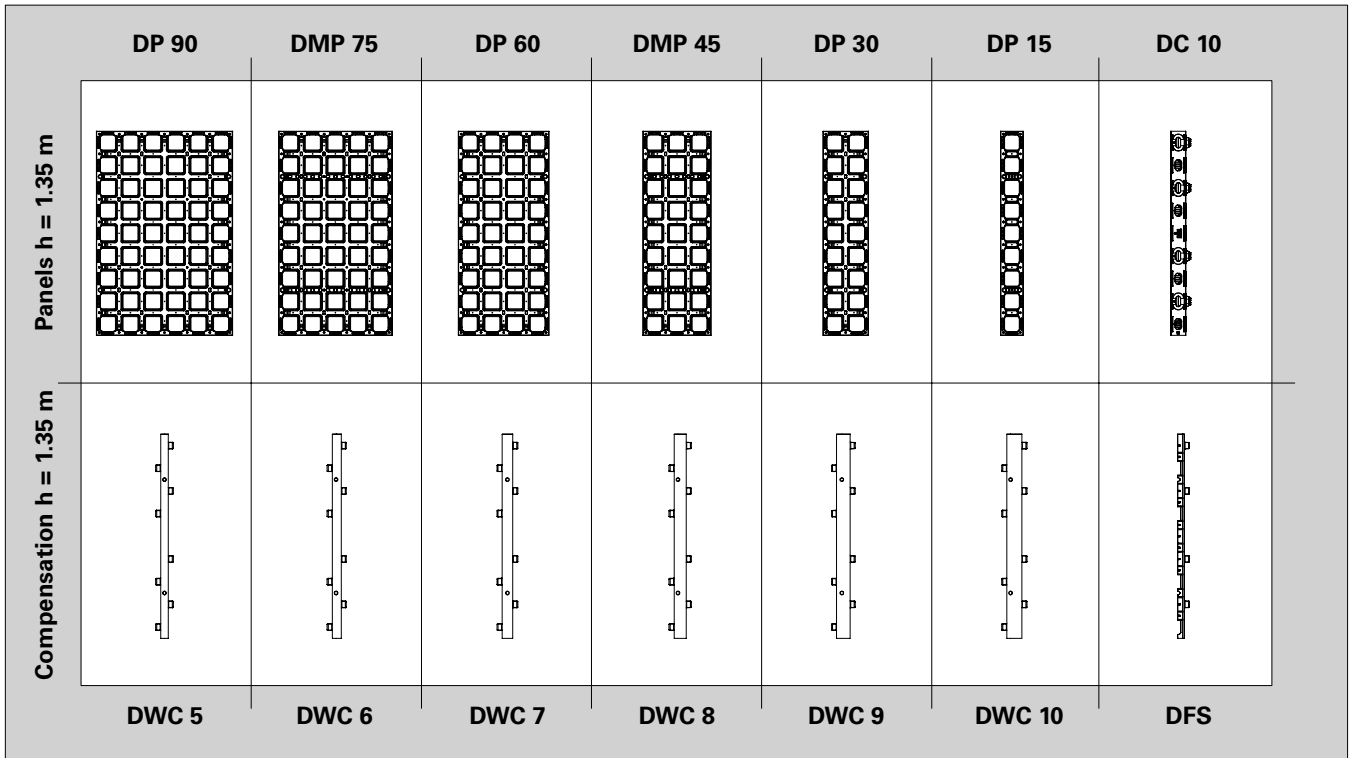 DP 90
DMP 75
DP 60
DMP 45
DP 30
DP 15
DC 10
Panels h = 1.35 m
Compensation h = 1.35 m
DWC 5
DWC 6
DWC 7
DWC 8
DWC 9
DWC 10
DFS